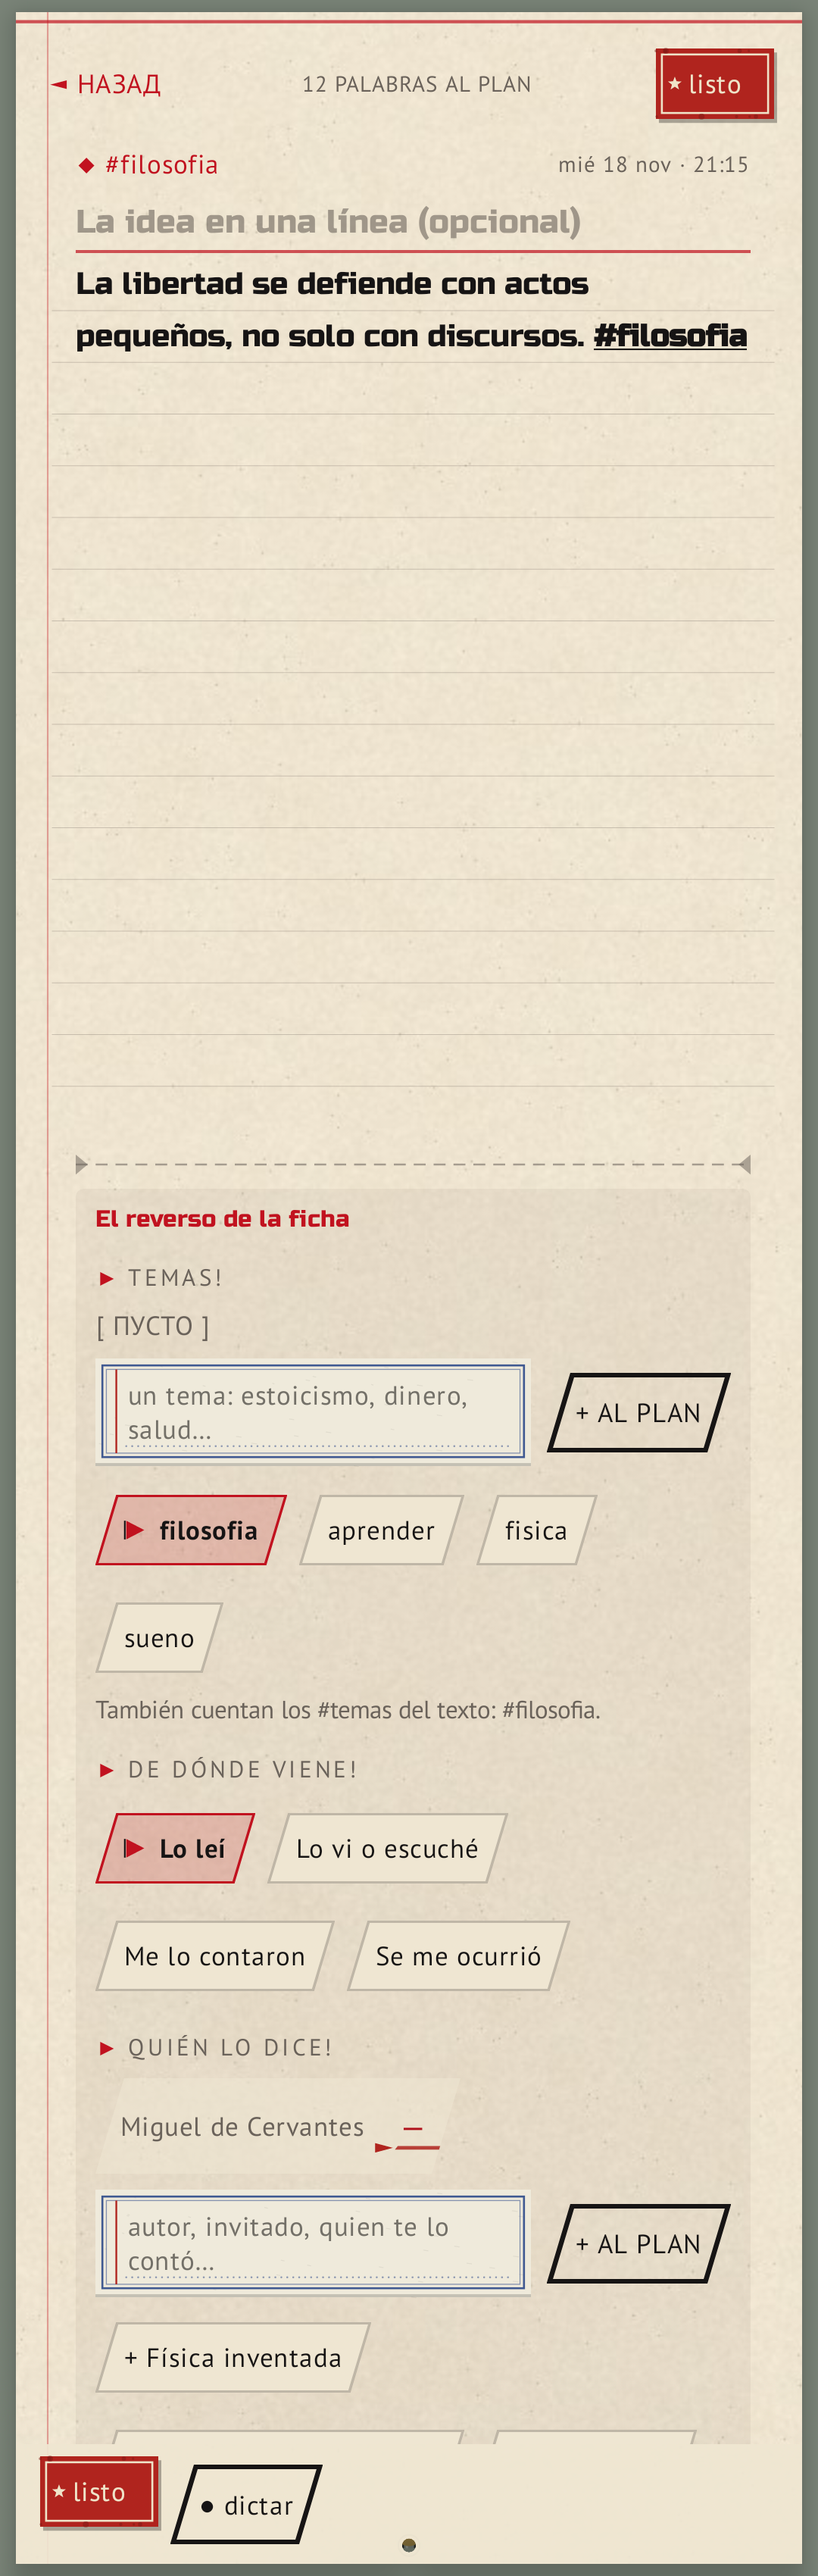 ◄ НАЗАД
12 PALABRAS AL PLAN
★ listo
◆ #filosofia
mié 18 nov · 21:15
La idea en una línea (opcional)
La libertad se defiende con actos
pequeños, no solo con discursos. #filosofia
El reverso de la ficha
► TEMAS!
[ ПУСТО ]
un tema: estoicismo, dinero,
salud...
+ AL PLAN
filosofia
aprender
fisica
sueno
También cuentan los #temas del texto: #filosofia.
► DE DÓNDE VIENE!
Lo leí
Lo vi o escuché
Me lo contaron
Se me ocurrió
► QUIÉN LO DICE!
Miguel de Cervantes —
autor, invitado, quien te lo
contó...
+ AL PLAN
+ Física inventada
★ listo
● dictar